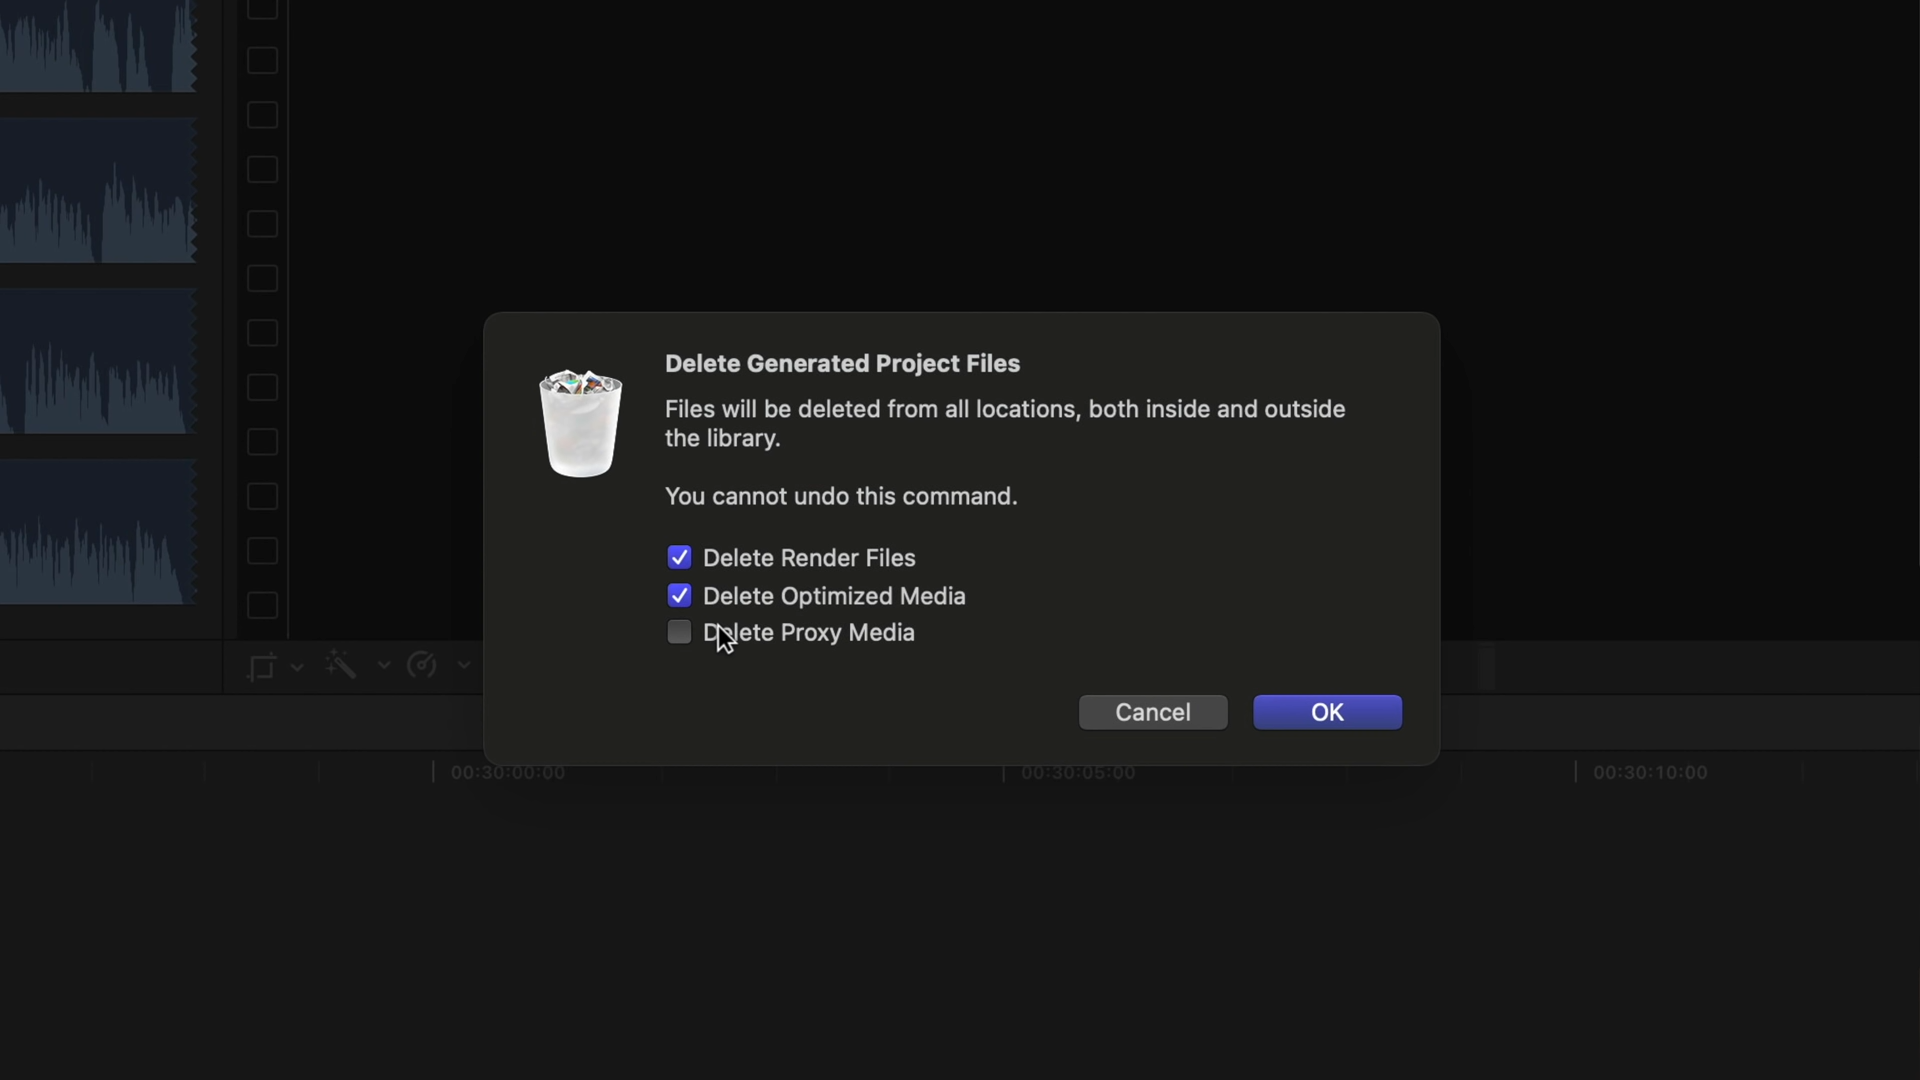 Delete Generated Project Files
Files will be deleted from all locations, both inside and outside
the library.
You cannot undo this command.
Delete Render Files
Delete Optimized Media
Delete Proxy Media
Cancel
OK
00:30:00:00
00:30:05:00
00:30:10:00